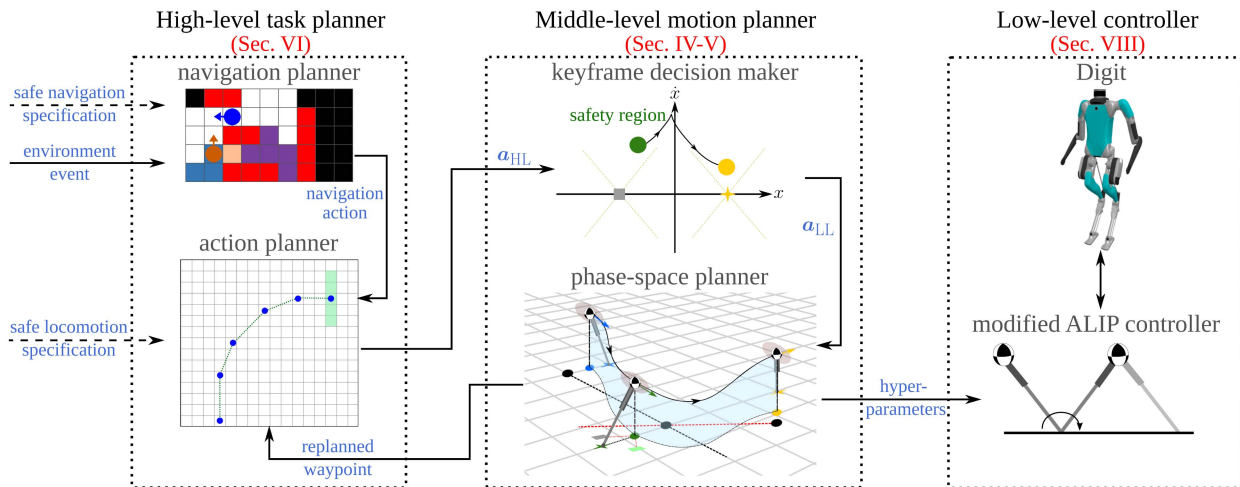 High-level task planner
(Sec. VI)
navigation planner
safe navigation
specification
environment
event
navigation
action
action planner
safe locomotion
specification
replanned
waypoint
Middle-level motion planner
(Sec. IV-V)
keyframe decision maker
ẋ
safety region
x
a_HL
a_LL
phase-space planner
hyper-
parameters
Low-level controller
(Sec. VIII)
Digit
modified ALIP controller